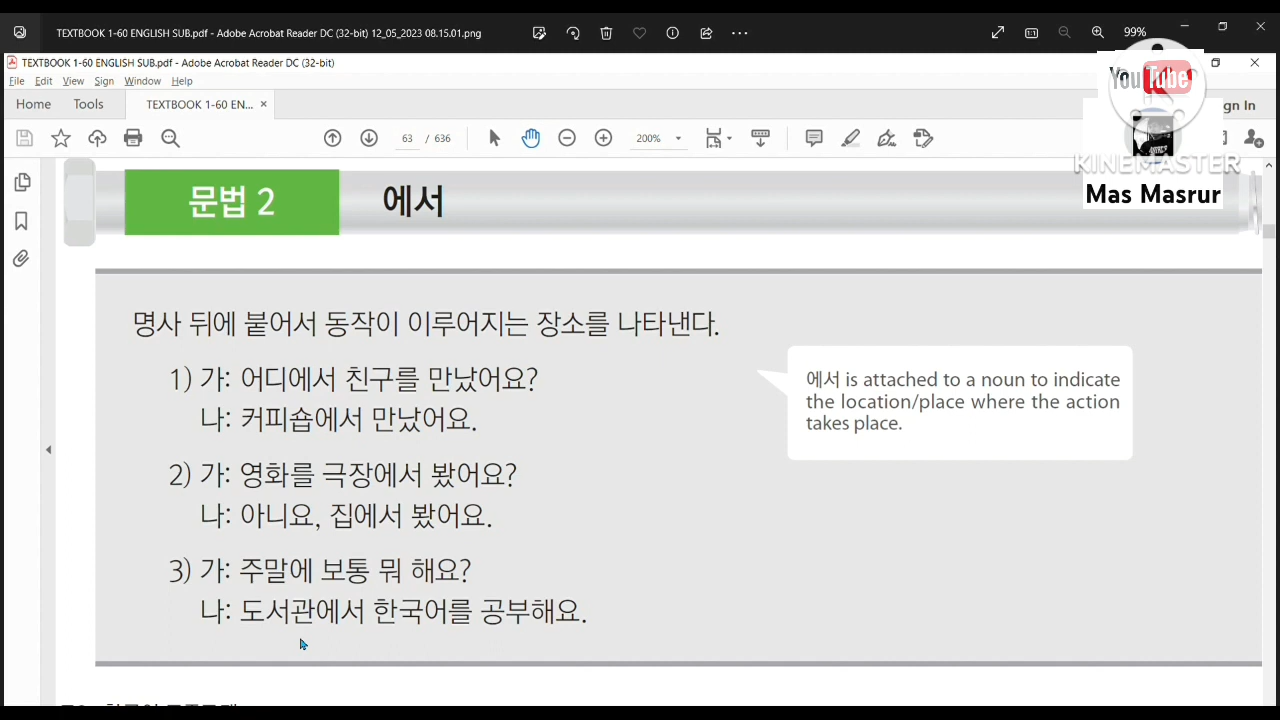 TEXTBOOK 1-60 ENGLISH SUB.pdf - Adobe Acrobat Reader DC (32-bit) 12_05_2023 08.15.01.png
99%
TEXTBOOK 1-60 ENGLISH SUB.pdf - Adobe Acrobat Reader DC (32-bit)
File Edit View Sign Window Help
YouTube
Home Tools TEXTBOOK 1-60 EN... × gn In
63 / 636 200%
KINEMASTER
Mas Masrur
문법 2 에서
명사 뒤에 붙어서 동작이 이루어지는 장소를 나타낸다.
1) 가: 어디에서 친구를 만났어요?
나: 커피숍에서 만났어요.
에서 is attached to a noun to indicate
the location/place where the action
takes place.
2) 가: 영화를 극장에서 봤어요?
나: 아니요, 집에서 봤어요.
3) 가: 주말에 보통 뭐 해요?
나: 도서관에서 한국어를 공부해요.